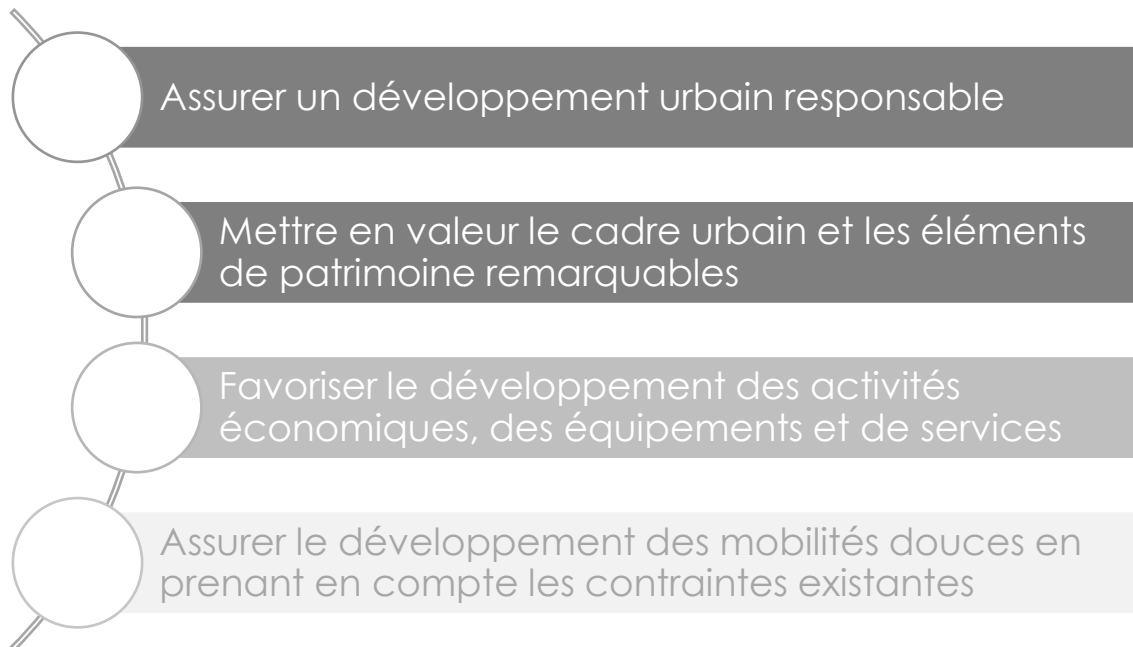 Assurer un développement urbain responsable
Mettre en valeur le cadre urbain et les éléments
de patrimoine remarquables
Favoriser le développement des activités
économiques, des équipements et de services
Assurer le développement des mobilités douces en
prenant en compte les contraintes existantes